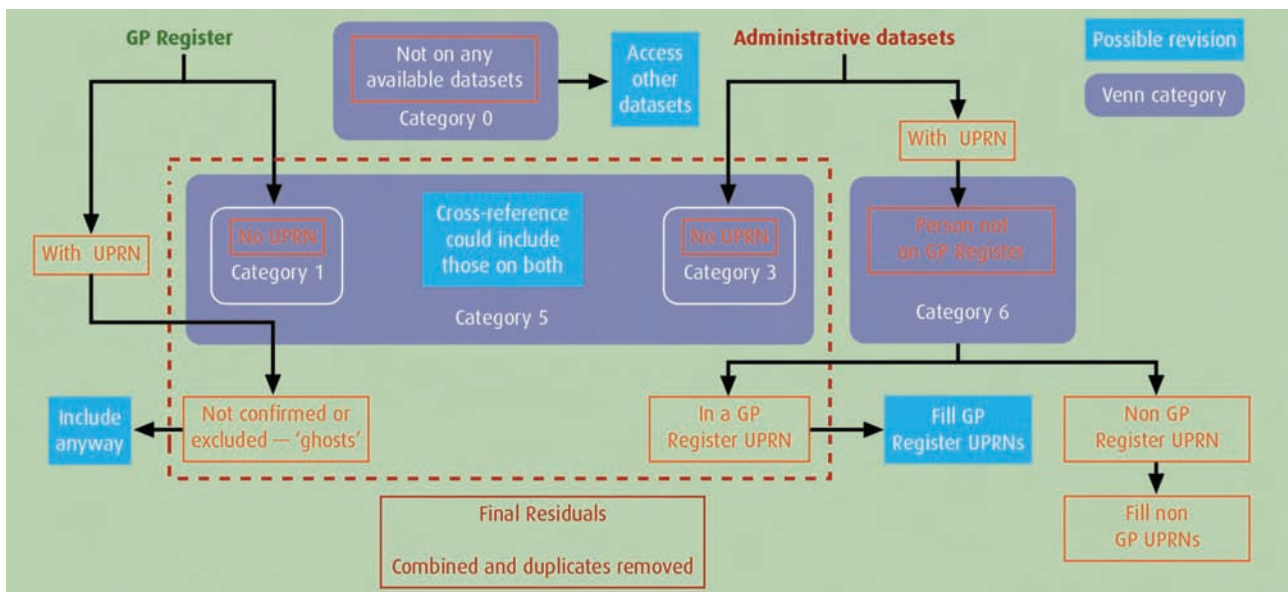 GP Register
Not on any
available datasets
Category 0
Access
other
datasets
Administrative datasets
Possible revision
Venn category
With UPRN
With UPRN
No UPRN
Category 1
Cross-reference
could include
those on both
No UPRN
Category 3
Category 5
Person not
on GP Register
Category 6
Include
anyway
Not confirmed or
excluded — ‘ghosts’
In a GP
Register UPRN
Fill GP
Register UPRNs
Non GP
Register UPRN
Final Residuals
Combined and duplicates removed
Fill non
GP UPRNs